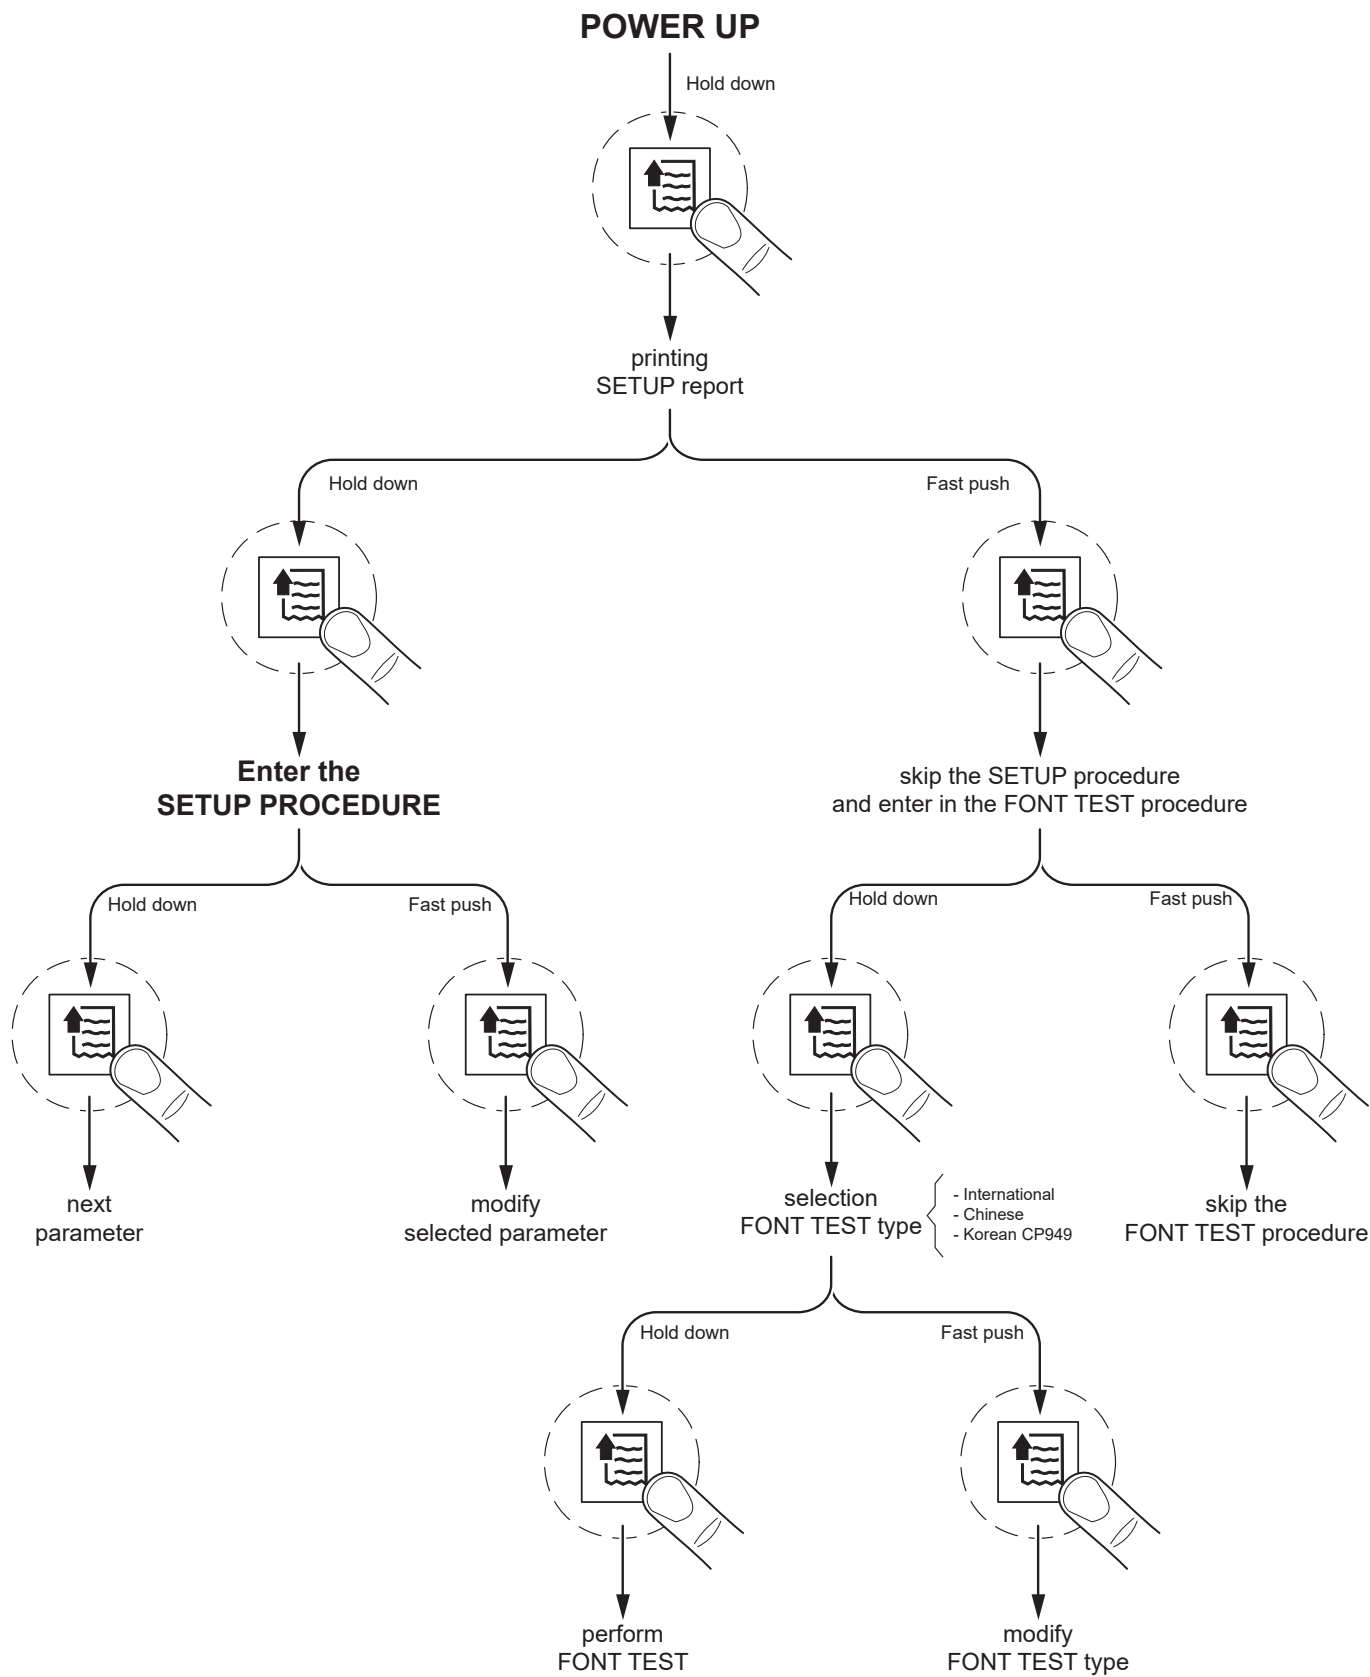 POWER UP
Hold down
printing
SETUP report
Hold down
Fast push
Enter the
SETUP PROCEDURE
skip the SETUP procedure
and enter in the FONT TEST procedure
Hold down
Fast push
Hold down
Fast push
next
parameter
modify
selected parameter
selection
FONT TEST type
- International
- Chinese
- Korean CP949
skip the
FONT TEST procedure
Hold down
Fast push
perform
FONT TEST
modify
FONT TEST type